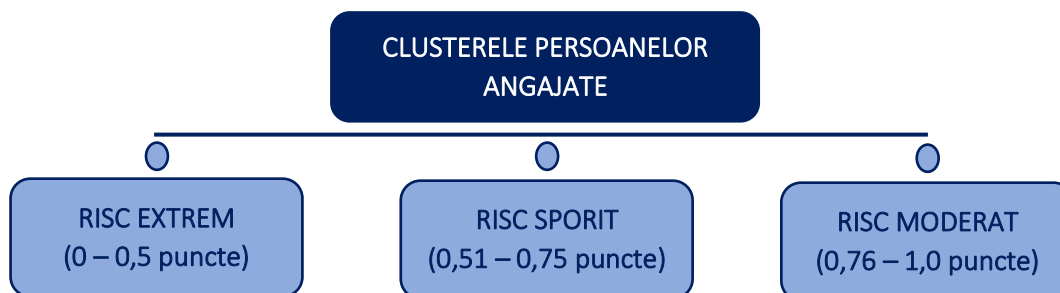 CLUSTERELE PERSOANELOR
ANGAJATE
RISC EXTREM
(0 – 0,5 puncte)
RISC SPORIT
(0,51 – 0,75 puncte)
RISC MODERAT
(0,76 – 1,0 puncte)